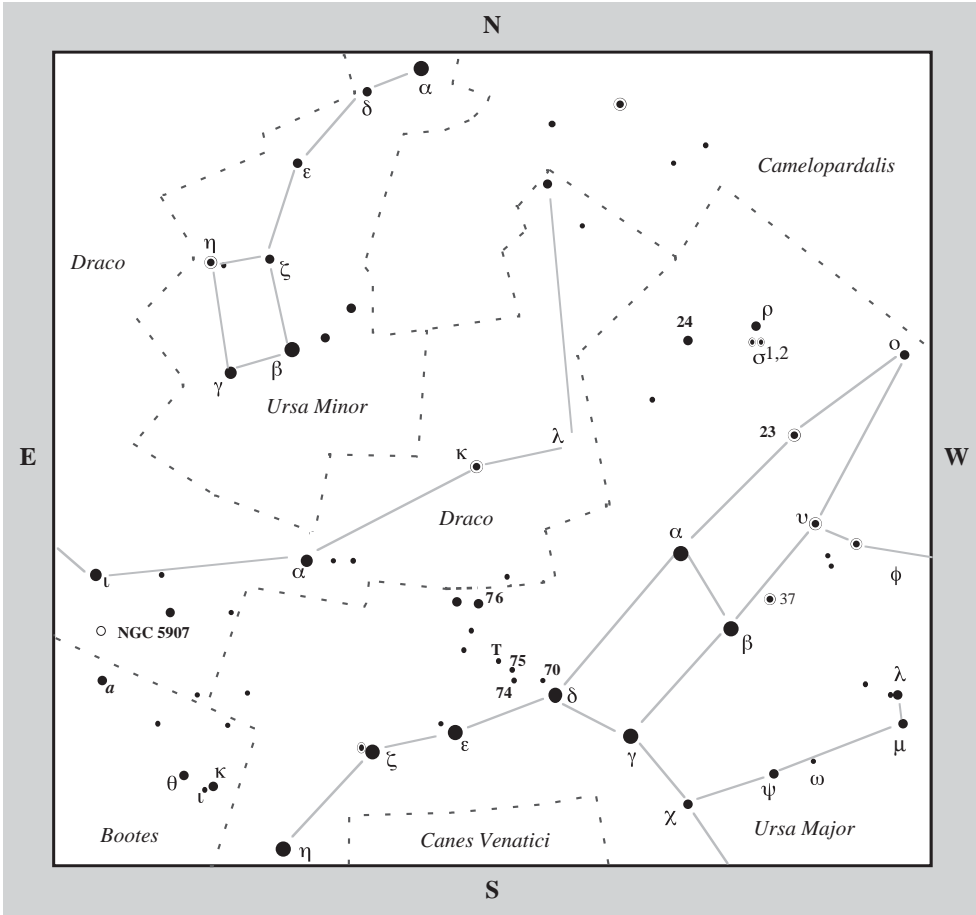 N
α
δ
ε
Camelopardalis
η
Draco
ζ
ρ
24
σ1,2
ο
β
γ
Ursa Minor
23
λ
κ
E
W
Draco
υ
α
α
ι
φ
76
37
NGC 5907
β
T
75
70
λ
74
δ
a
μ
ε
γ
ζ
κ
θ
ι
ω
ψ
χ
Bootes
Canes Venatici
Ursa Major
η
S